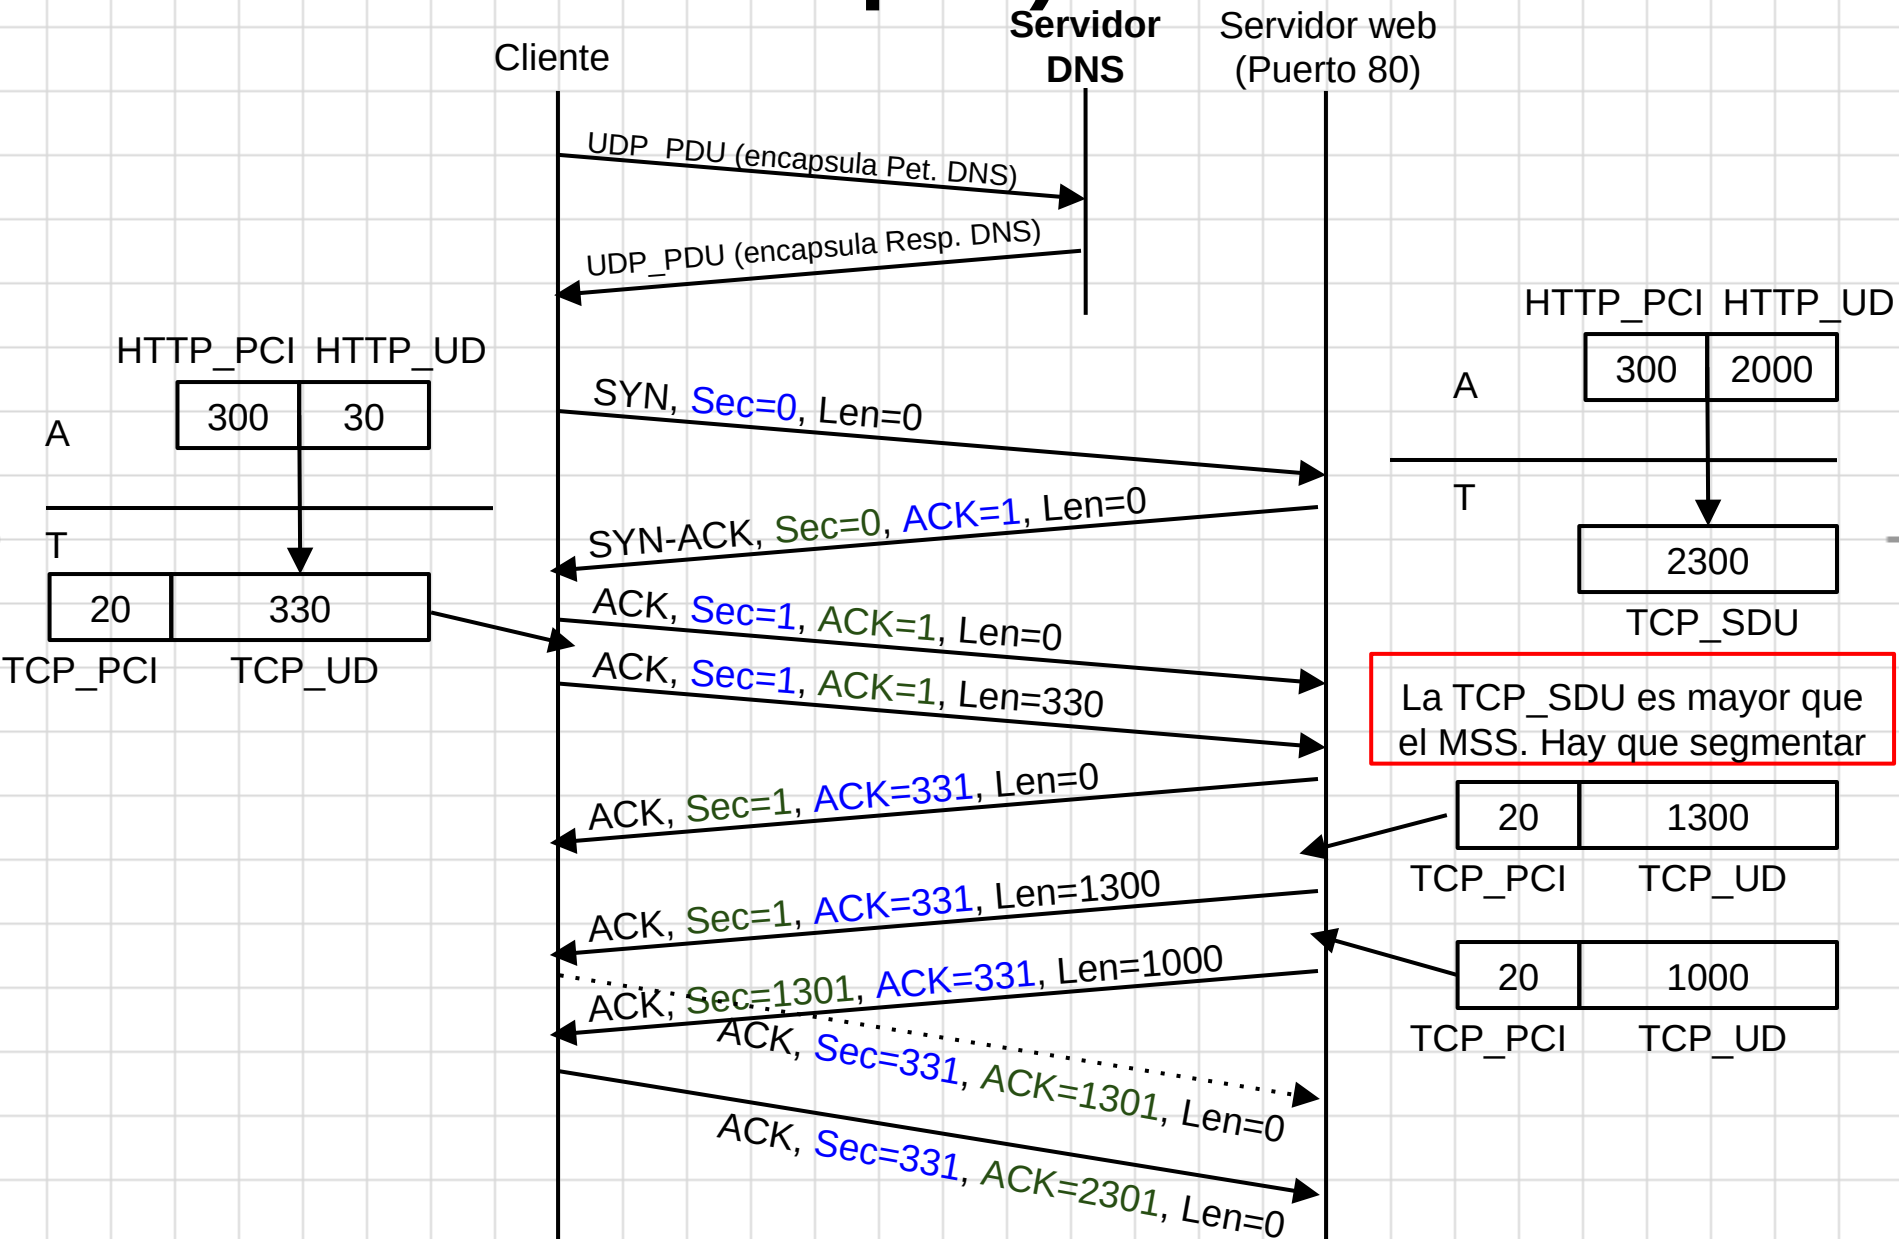 Servidor
DNS
Servidor web
(Puerto 80)
Cliente
UDP_PDU (encapsula Pet. DNS)
UDP_PDU (encapsula Resp. DNS)
HTTP_PCI HTTP_UD
300 30
A
T
20 330
TCP_PCI TCP_UD
HTTP_PCI HTTP_UD
300 2000
A
T
2300
TCP_SDU
SYN, Sec=0, Len=0
SYN-ACK, Sec=0, ACK=1, Len=0
ACK, Sec=1, ACK=1, Len=0
ACK, Sec=1, ACK=1, Len=330
La TCP_SDU es mayor que
el MSS. Hay que segmentar
ACK, Sec=1, ACK=331, Len=0
20 1300
TCP_PCI TCP_UD
ACK, Sec=1, ACK=331, Len=1300
ACK, Sec=1301, ACK=331, Len=1000
20 1000
TCP_PCI TCP_UD
ACK, Sec=331, ACK=1301, Len=0
ACK, Sec=331, ACK=2301, Len=0